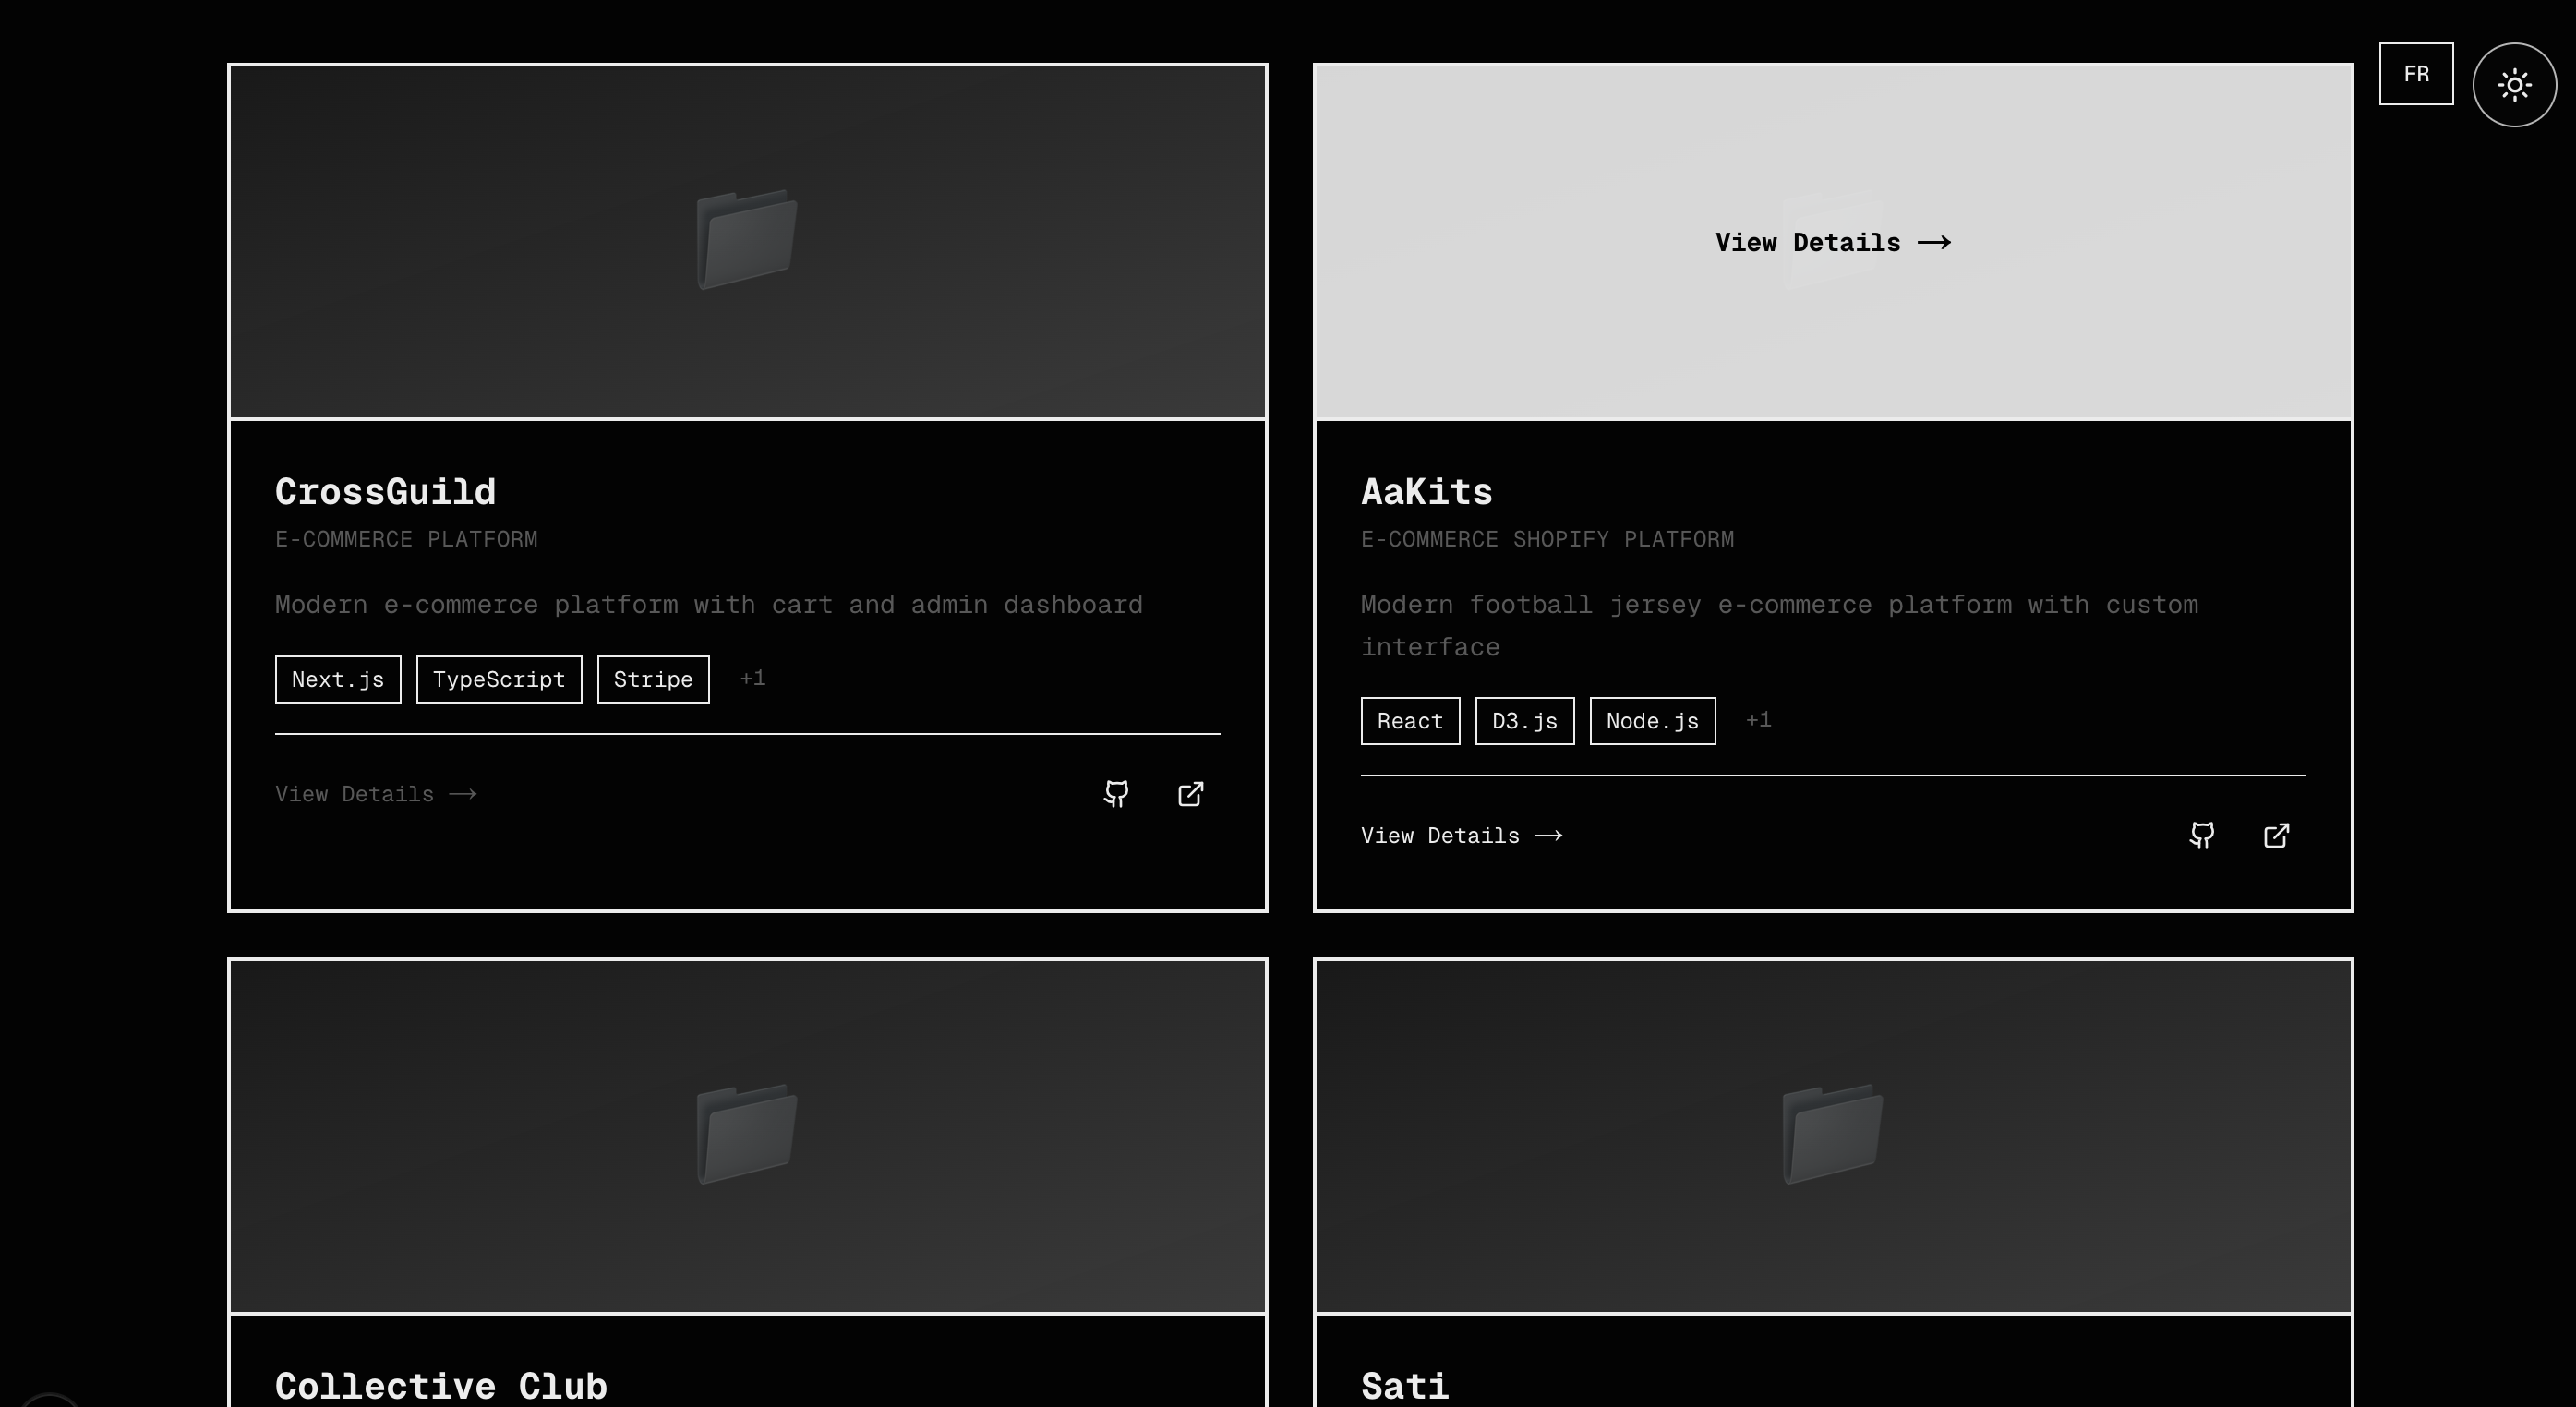 FR
View Details →
CrossGuild
E-COMMERCE PLATFORM
Modern e-commerce platform with cart and admin dashboard
Next.js TypeScript Stripe +1
View Details →
AaKits
E-COMMERCE SHOPIFY PLATFORM
Modern football jersey e-commerce platform with custom
interface
React D3.js Node.js +1
View Details →
Collective Club
Sati